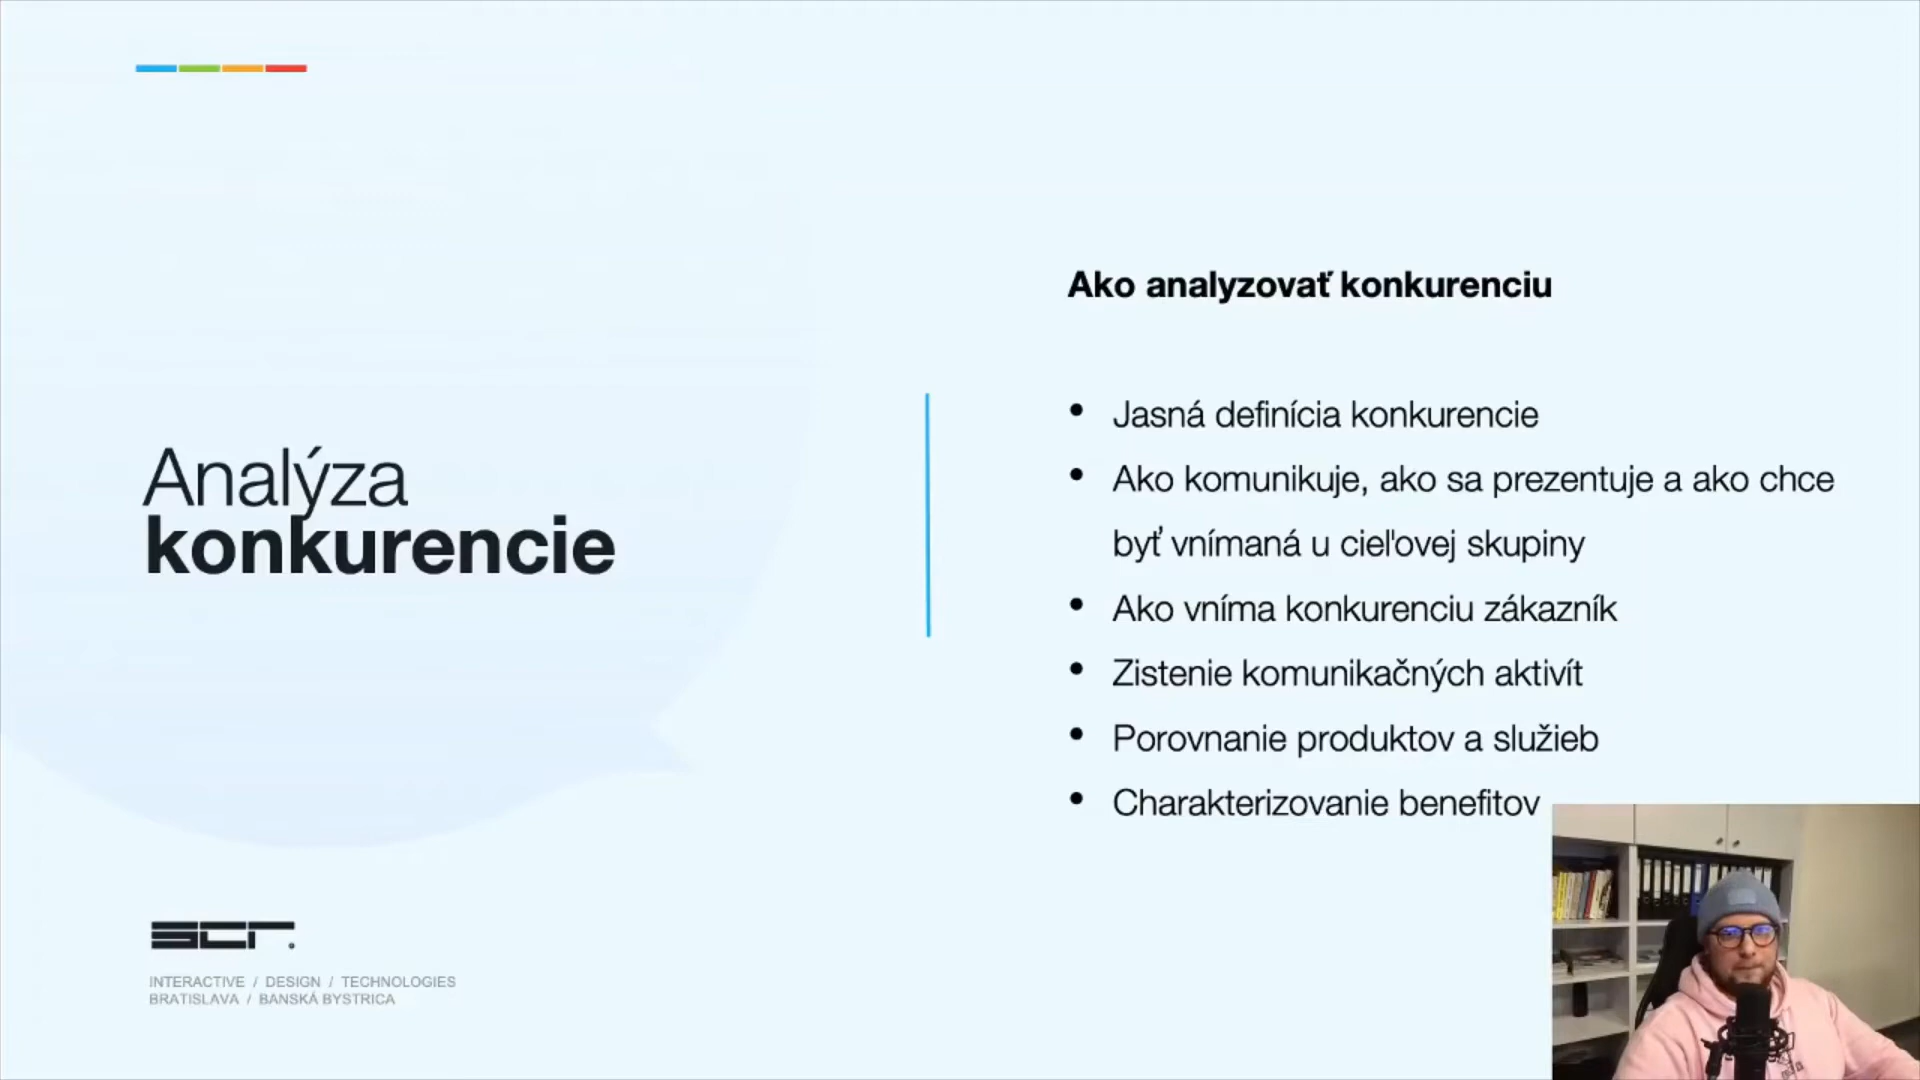 Analýza
konkurencie
Ako analyzovať konkurenciu
• Jasná definícia konkurencie
• Ako komunikuje, ako sa prezentuje a ako chce
byť vnímaná u cieľovej skupiny
• Ako vníma konkurenciu zákazník
• Zistenie komunikačných aktivít
• Porovnanie produktov a služieb
• Charakterizovanie benefitov
scr.
INTERACTIVE / DESIGN / TECHNOLOGIES
BRATISLAVA / BANSKÁ BYSTRICA